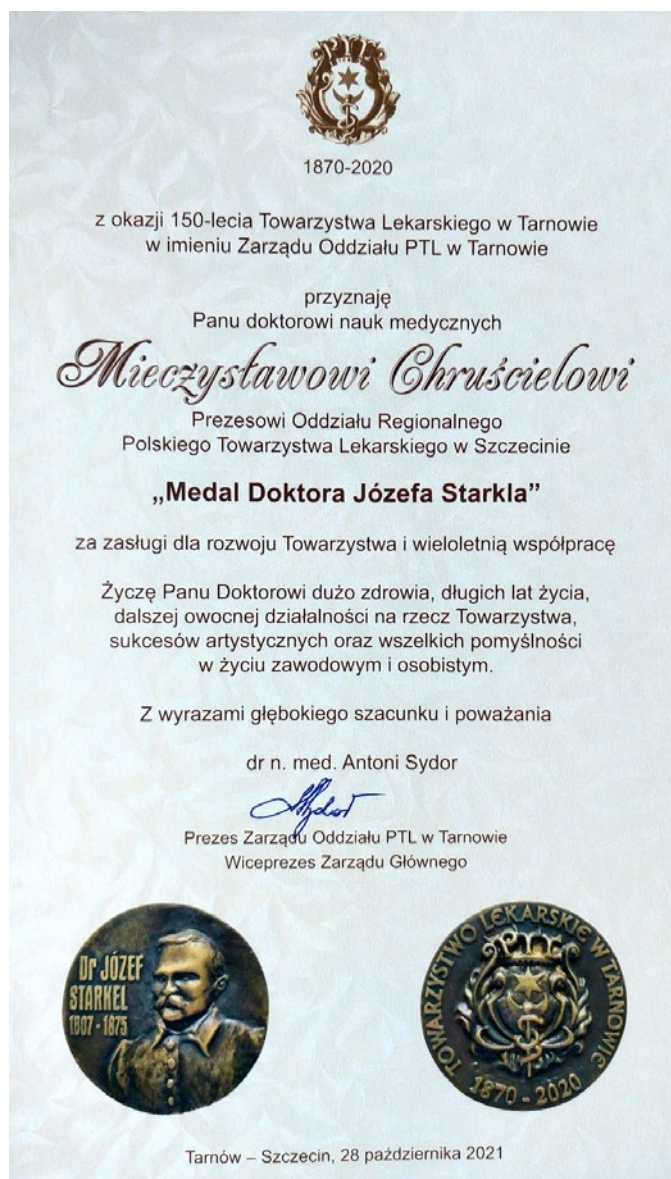 PTL
1870-2020
z okazji 150-lecia Towarzystwa Lekarskiego w Tarnowie
w imieniu Zarządu Oddziału PTL w Tarnowie
przyznaję
Panu doktorowi nauk medycznych
Mieczysławowi Chruścielowi
Prezesowi Oddziału Regionalnego
Polskiego Towarzystwa Lekarskiego w Szczecinie
„Medal Doktora Józefa Starkla”
za zasługi dla rozwoju Towarzystwa i wieloletnią współpracę
Życzę Panu Doktorowi dużo zdrowia, długich lat życia,
dalszej owocnej działalności na rzecz Towarzystwa,
sukcesów artystycznych oraz wszelkich pomyślności
w życiu zawodowym i osobistym.
Z wyrazami głębokiego szacunku i poważania
dr n. med. Antoni Sydor
Prezes Zarządu Oddziału PTL w Tarnowie
Wiceprezes Zarządu Głównego
Dr JÓZEF
STARKEL
1807-1875
TOWARZYSTWO LEKARSKIE W TARNOWIE
1870 - 2020
Tarnów – Szczecin, 28 października 2021